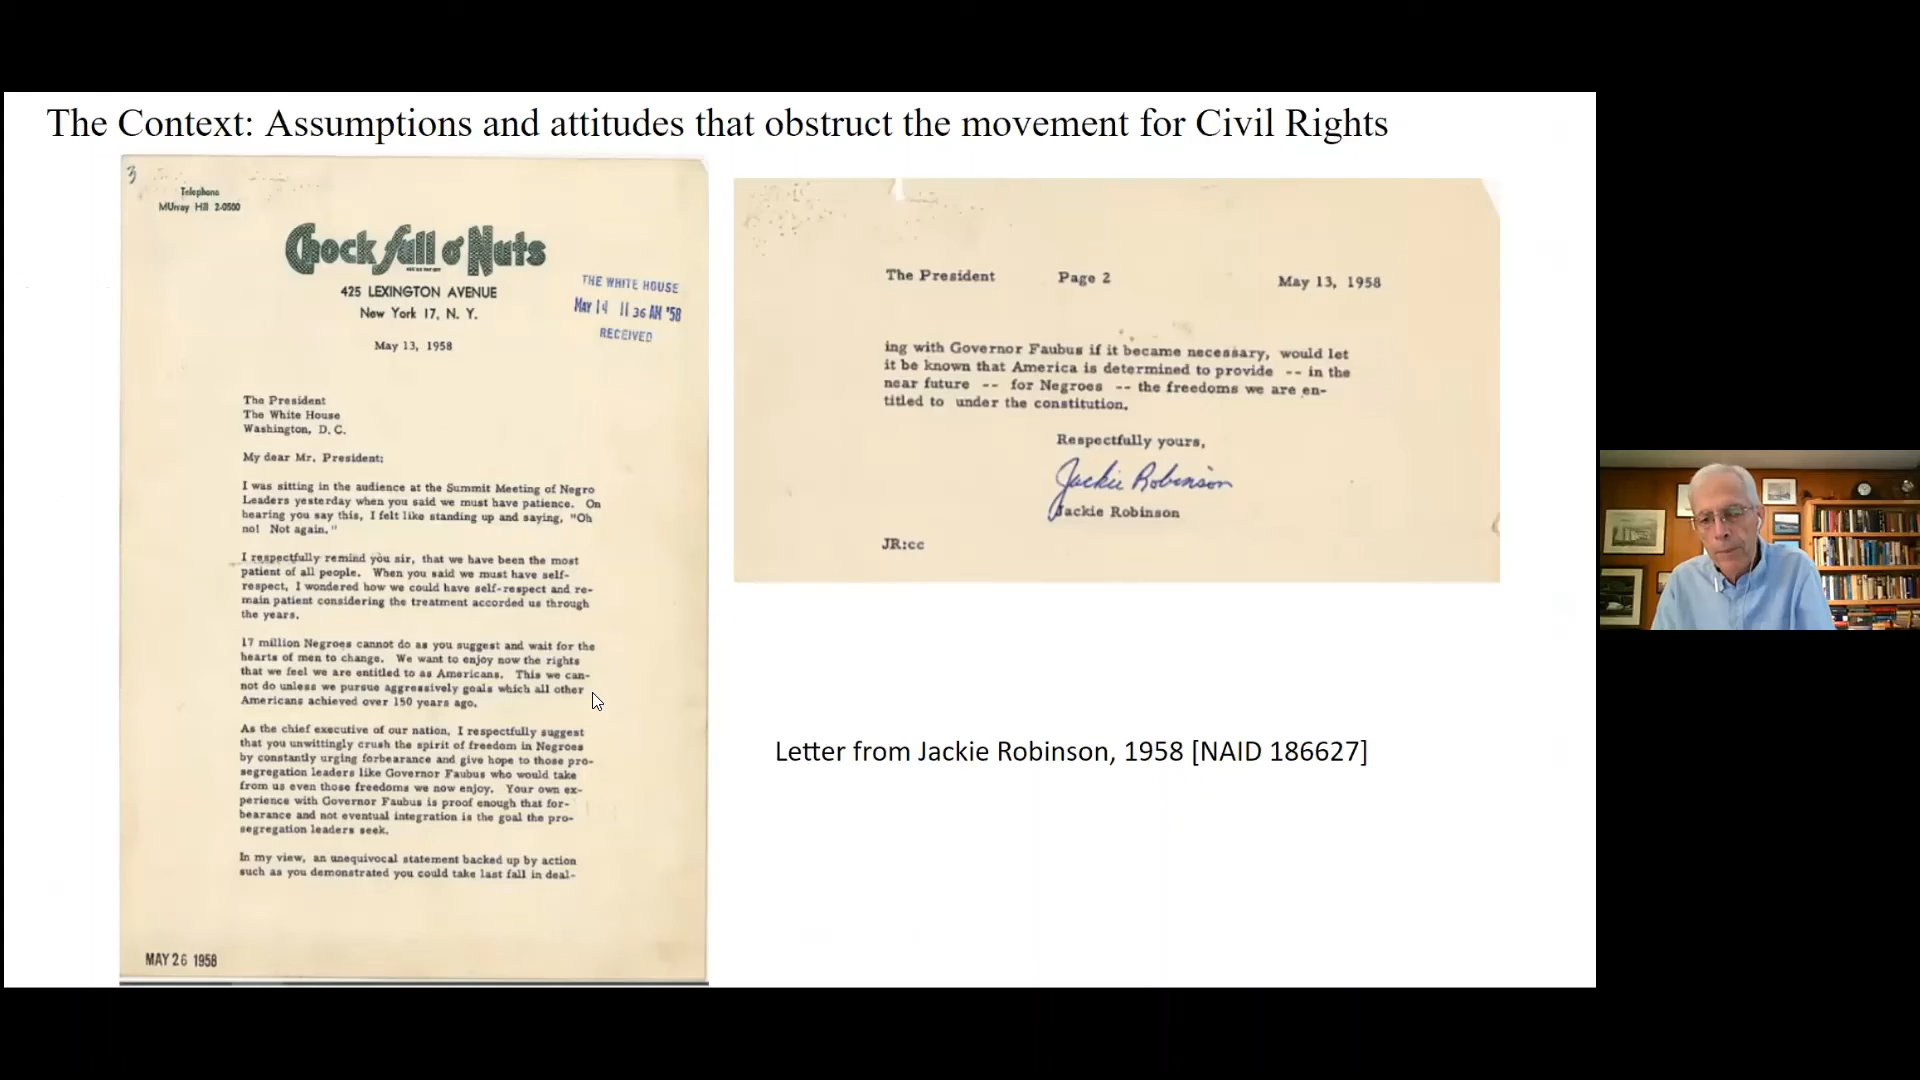 The Context: Assumptions and attitudes that obstruct the movement for Civil Rights
3
Telephone
MUrray Hill 2-0500
Chock full o' Nuts
425 LEXINGTON AVENUE
New York 17, N. Y.
THE WHITE HOUSE
MAY 14 11 36 AM '58
RECEIVED
May 13, 1958
The President
The White House
Washington, D. C.
My dear Mr. President:
I was sitting in the audience at the Summit Meeting of Negro
Leaders yesterday when you said we must have patience. On
hearing you say this, I felt like standing up and saying, "Oh
no! Not again."
I respectfully remind you sir, that we have been the most
patient of all people. When you said we must have self-
respect, I wondered how we could have self-respect and re-
main patient considering the treatment accorded us through
the years.
17 million Negroes cannot do as you suggest and wait for the
hearts of men to change. We want to enjoy now the rights
that we feel we are entitled to as Americans. This we can-
not do unless we pursue aggressively goals which all other
Americans achieved over 150 years ago.
As the chief executive of our nation, I respectfully suggest
that you unwittingly crush the spirit of freedom in Negroes
by constantly urging forbearance and give hope to those pro-
segregation leaders like Governor Faubus who would take
from us even those freedoms we now enjoy. Your own ex-
perience with Governor Faubus is proof enough that for-
bearance and not eventual integration is the goal the pro-
segregation leaders seek.
In my view, an unequivocal statement backed up by action
such as you demonstrated you could take last fall in deal-
MAY 26 1958
The President Page 2 May 13, 1958
ing with Governor Faubus if it became necessary, would let
it be known that America is determined to provide -- in the
near future -- for Negroes -- the freedoms we are en-
titled to under the constitution.
Respectfully yours,
Jackie Robinson
Jackie Robinson
JR:cc
Letter from Jackie Robinson, 1958 [NAID 186627]